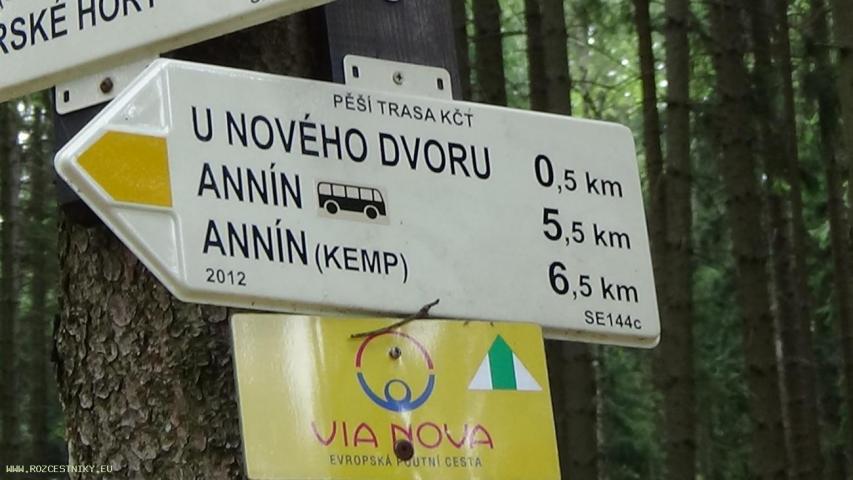 RSKÉ HORY
PĚŠÍ TRASA KČT
U NOVÉHO DVORU 0,5 km
ANNÍN 5,5 km
ANNÍN (KEMP) 6,5 km
2012
SE144c
VIA NOVA
EVROPSKÁ POUTNÍ CESTA
WWW.ROZCESTNIKY.EU